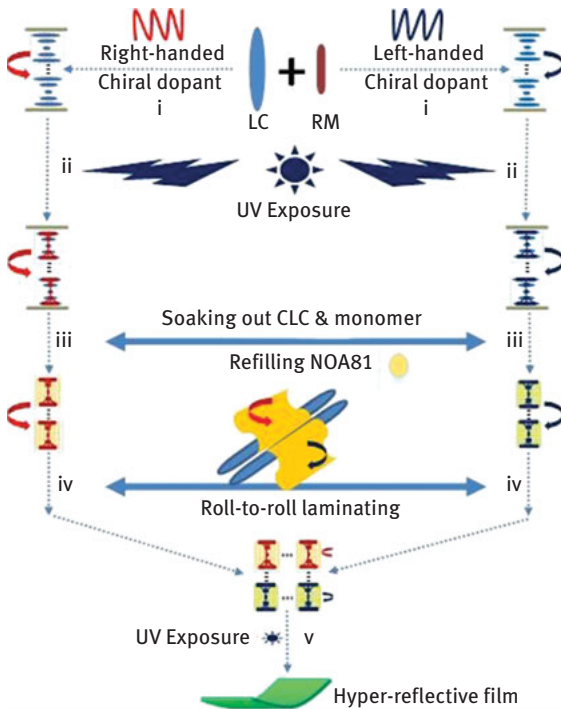 Right-handed
Chiral dopant
i
LC
RM
Left-handed
Chiral dopant
i
ii
ii
UV Exposure
Soaking out CLC & monomer
iii
iii
Refilling NOA81
iv
iv
Roll-to-roll laminating
UV Exposure
v
Hyper-reflective film